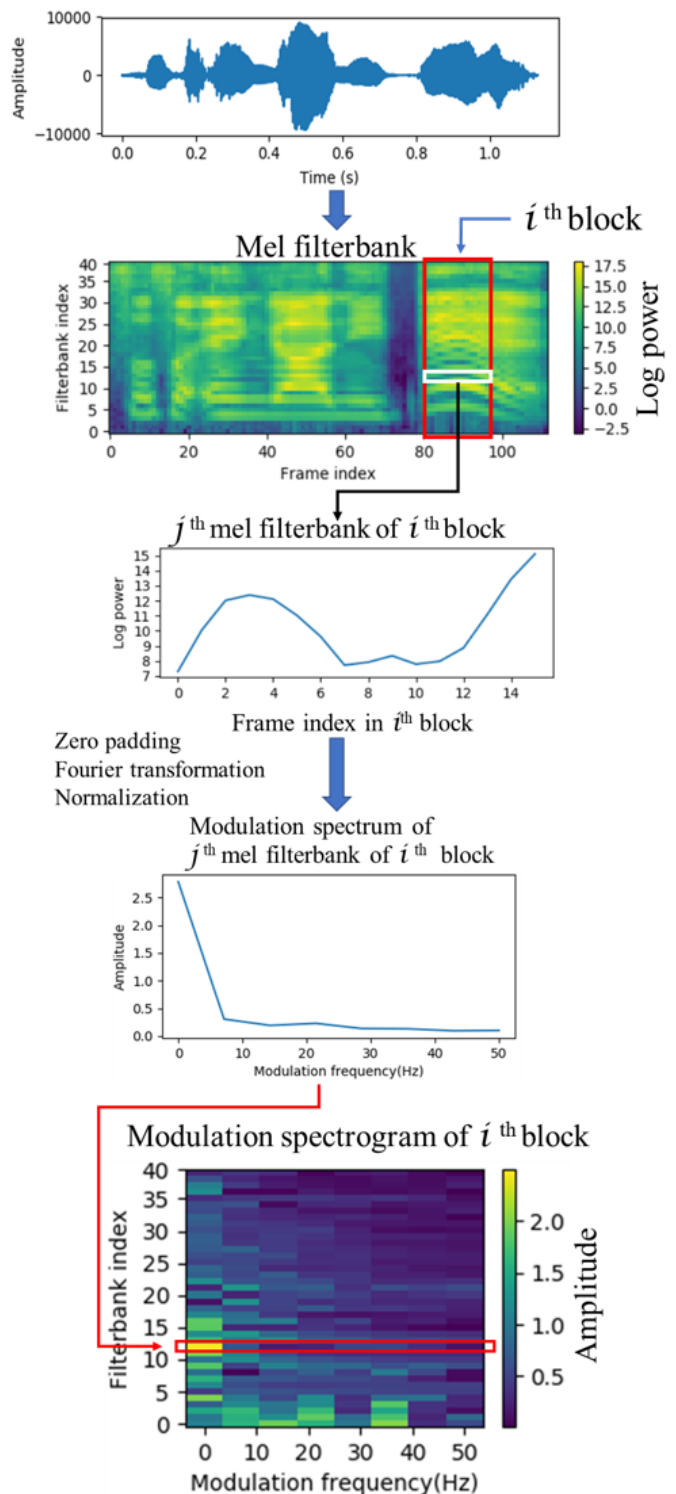 10000
0
−10000
Amplitude
0.0 0.2 0.4 0.6 0.8 1.0
Time (s)
i th block
Mel filterbank
40
35
30
25
20
15
10
5
0
Filterbank index
0 20 40 60 80 100
Frame index
17.5
15.0
12.5
10.0
7.5
5.0
2.5
0.0
−2.5
Log power
j th mel filterbank of i th block
15
14
13
12
11
10
9
8
7
Log power
0 2 4 6 8 10 12 14
Frame index in i th block
Zero padding
Fourier transformation
Normalization
Modulation spectrum of
j th mel filterbank of i th block
2.5
2.0
1.5
1.0
0.5
0.0
Amplitude
0 10 20 30 40 50
Modulation frequency(Hz)
Modulation spectrogram of i th block
40
35
30
25
20
15
10
5
0
Filterbank index
0 10 20 30 40 50
Modulation frequency(Hz)
2.0
1.5
1.0
0.5
Amplitude